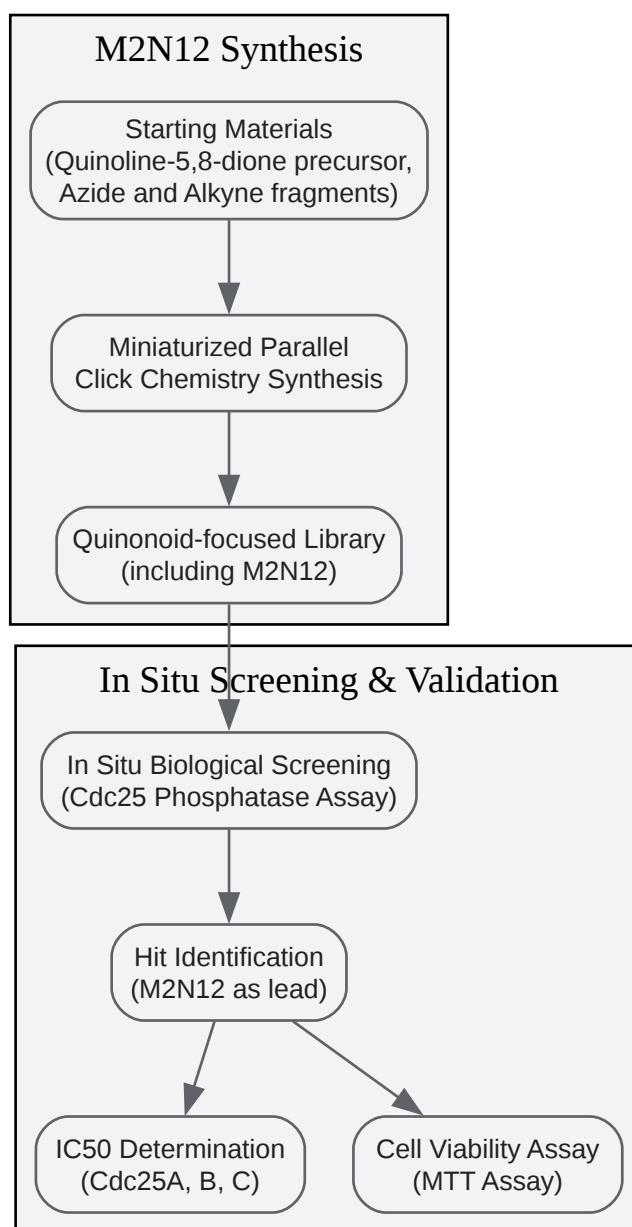 M2N12 Synthesis
Starting Materials
(Quinoline-5,8-dione precursor,
Azide and Alkyne fragments)
Miniaturized Parallel
Click Chemistry Synthesis
Quinonoid-focused Library
(including M2N12)
In Situ Screening & Validation
In Situ Biological Screening
(Cdc25 Phosphatase Assay)
Hit Identification
(M2N12 as lead)
IC50 Determination
(Cdc25A, B, C)
Cell Viability Assay
(MTT Assay)